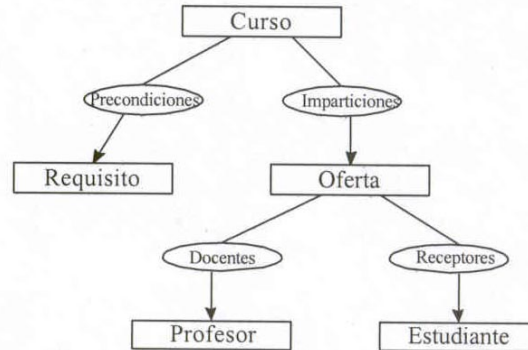 Curso
Precondiciones
Imparticiones
Requisito
Oferta
Docentes
Receptores
Profesor
Estudiante